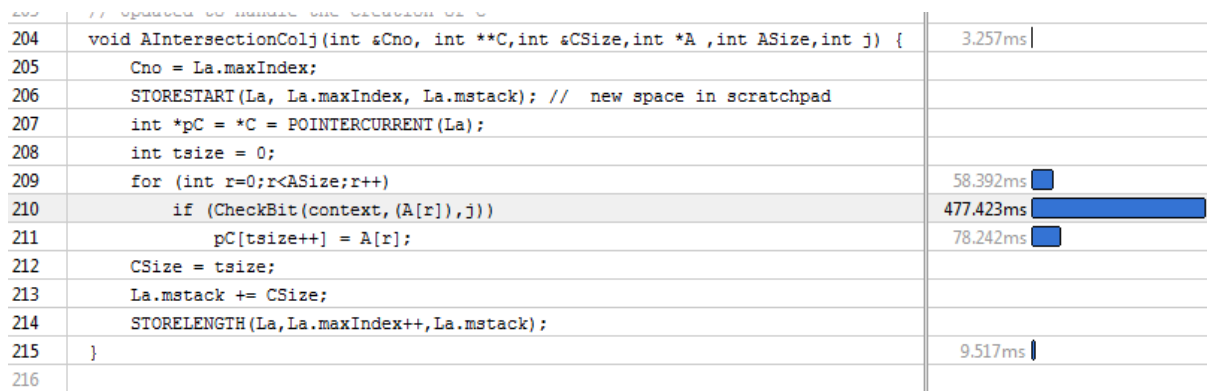 204 void AIntersectionColj(int &Cno, int **C,int &CSize,int *A ,int ASize,int j) { 3.257ms
205 Cno = La.maxIndex;
206 STORESTART(La, La.maxIndex, La.mstack); // new space in scratchpad
207 int *pC = *C = POINTERCURRENT(La);
208 int tsize = 0;
209 for (int r=0;r<ASize;r++) 58.392ms
210 if (CheckBit(context,(A[r]),j)) 477.423ms
211 pC[tsize++] = A[r]; 78.242ms
212 CSize = tsize;
213 La.mstack += CSize;
214 STORELENGTH(La,La.maxIndex++,La.mstack);
215 } 9.517ms
216